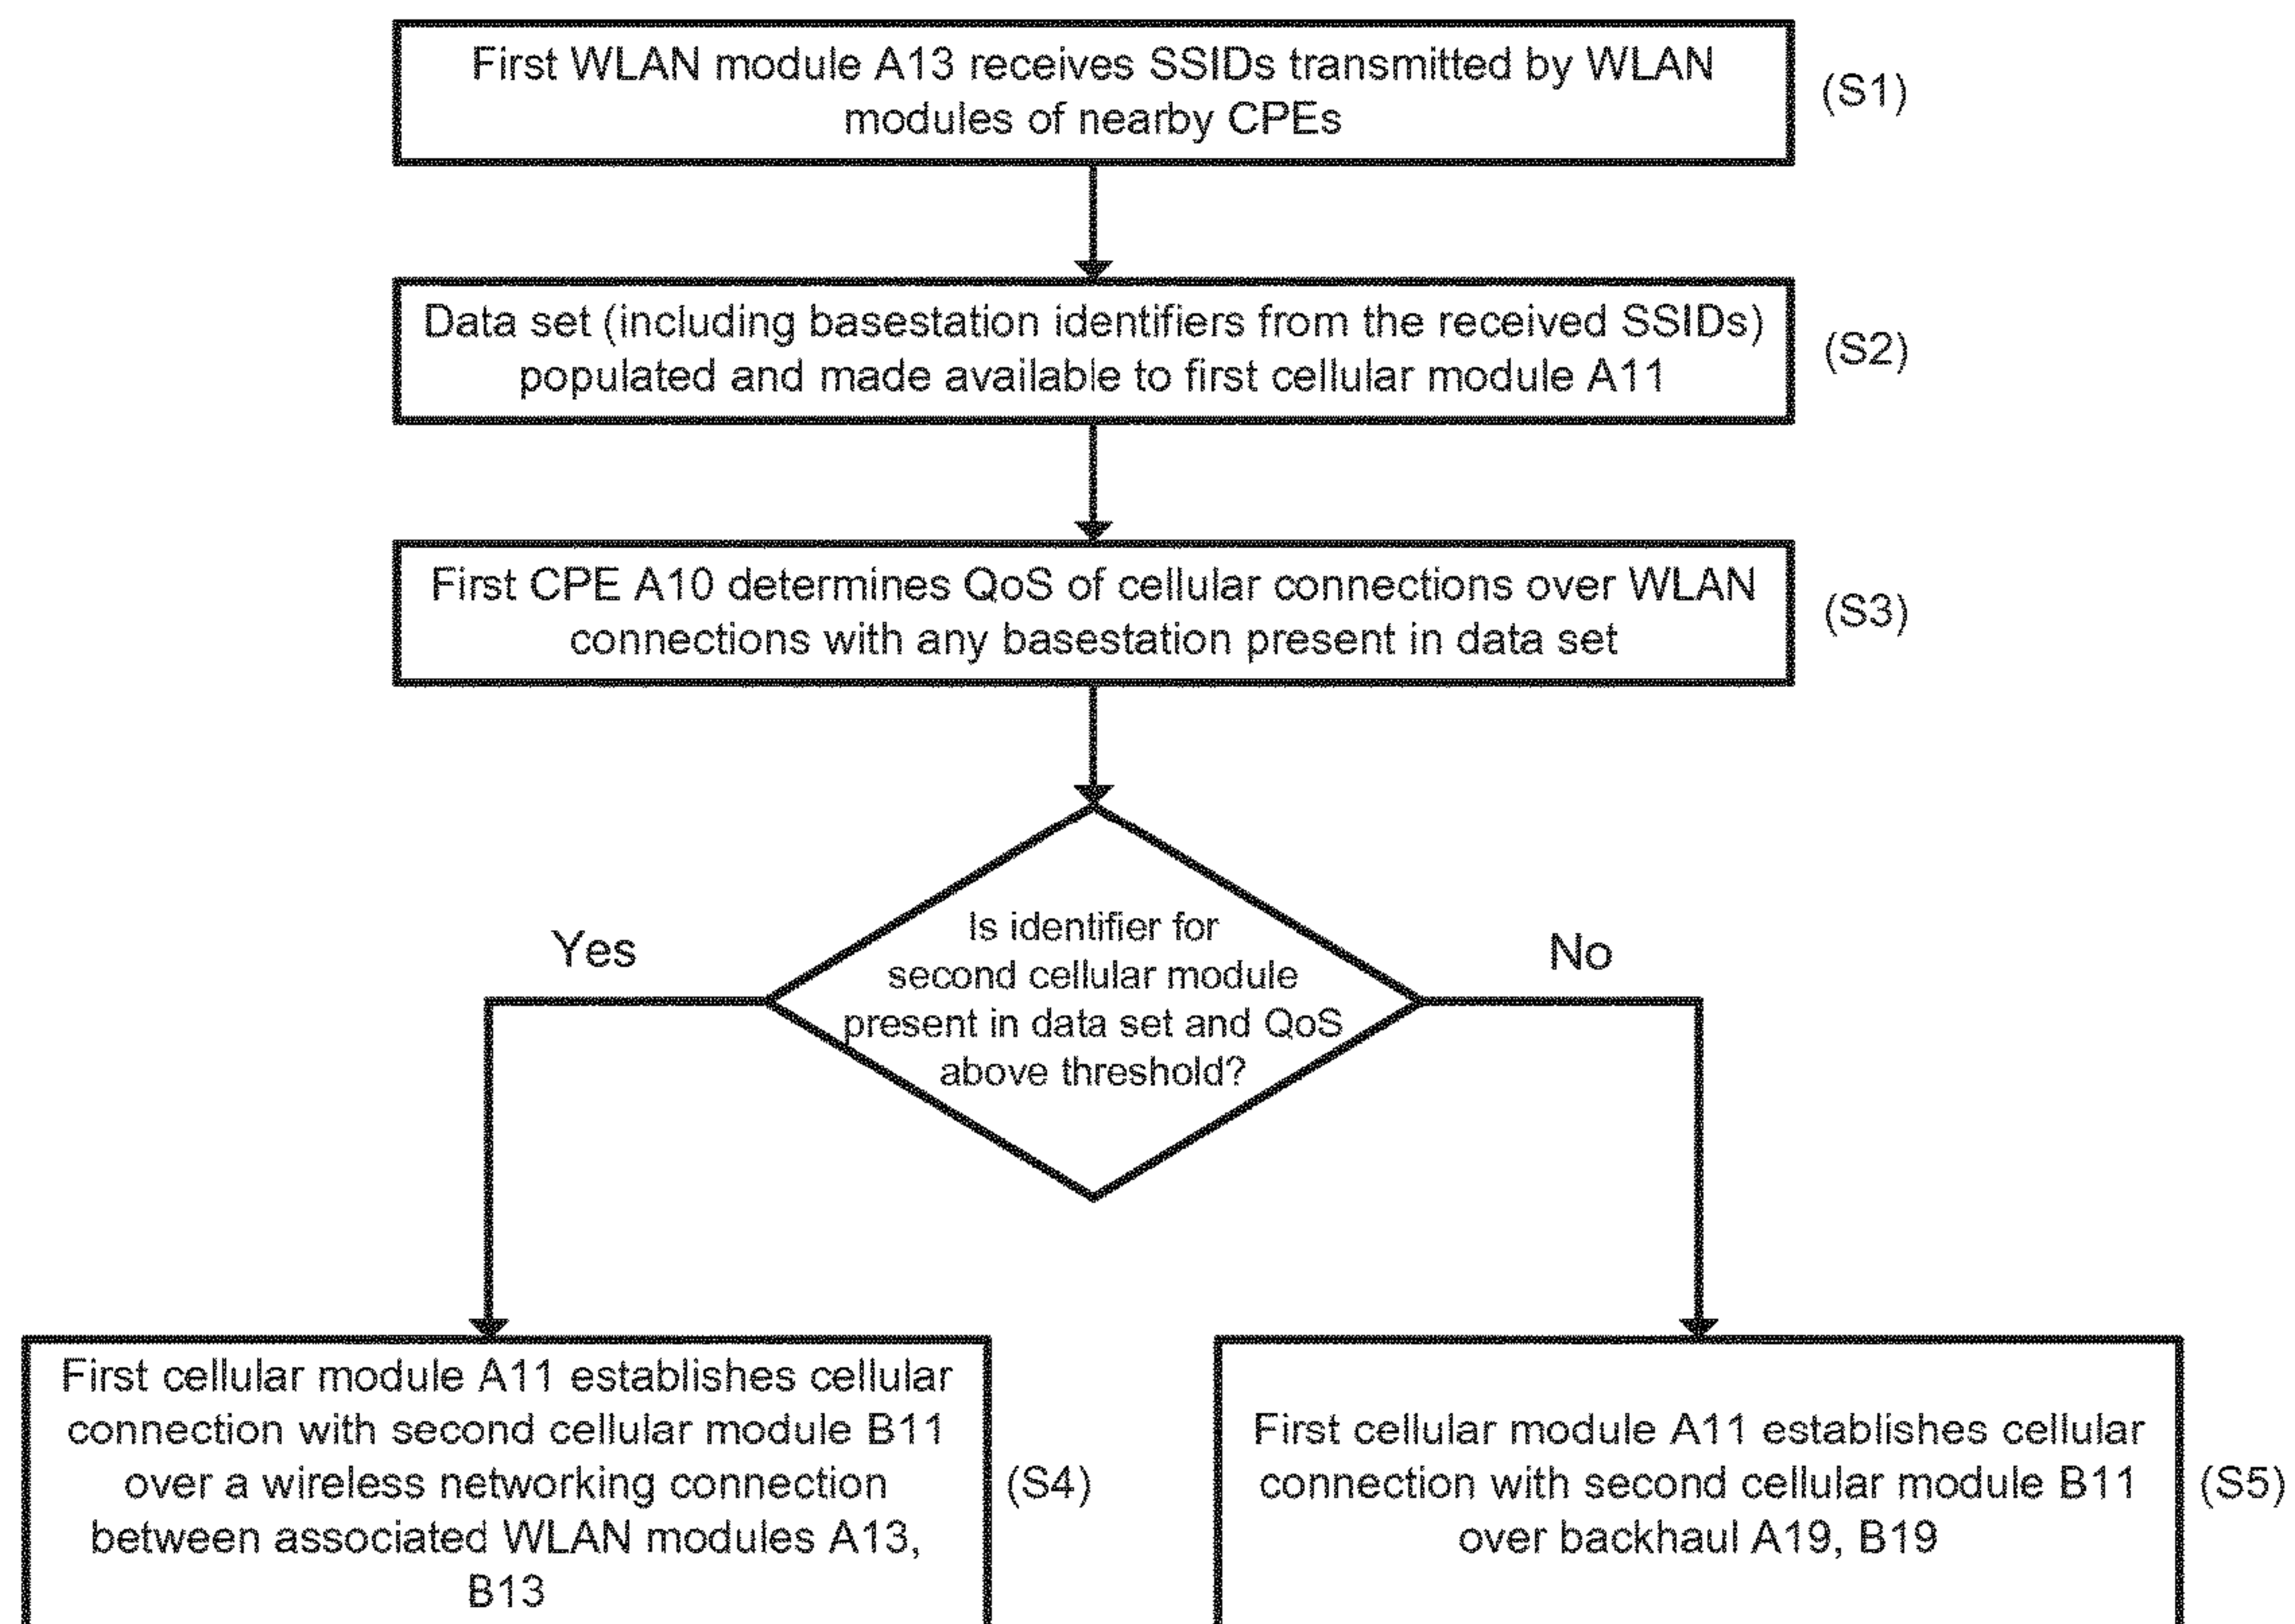 First WLAN module A13 receives SSIDs transmitted by WLAN
modules of nearby CPEs
(S1)
Data set (including basestation identifiers from the received SSIDs)
populated and made available to first cellular module A11
(S2)
First CPE A10 determines QoS of cellular connections over WLAN
connections with any basestation present in data set
(S3)
Is identifier for
second cellular module
present in data set and QoS
above threshold?
Yes
No
First cellular module A11 establishes cellular
connection with second cellular module B11
over a wireless networking connection
between associated WLAN modules A13,
B13
(S4)
First cellular module A11 establishes cellular
connection with second cellular module B11
over backhaul A19, B19
(S5)